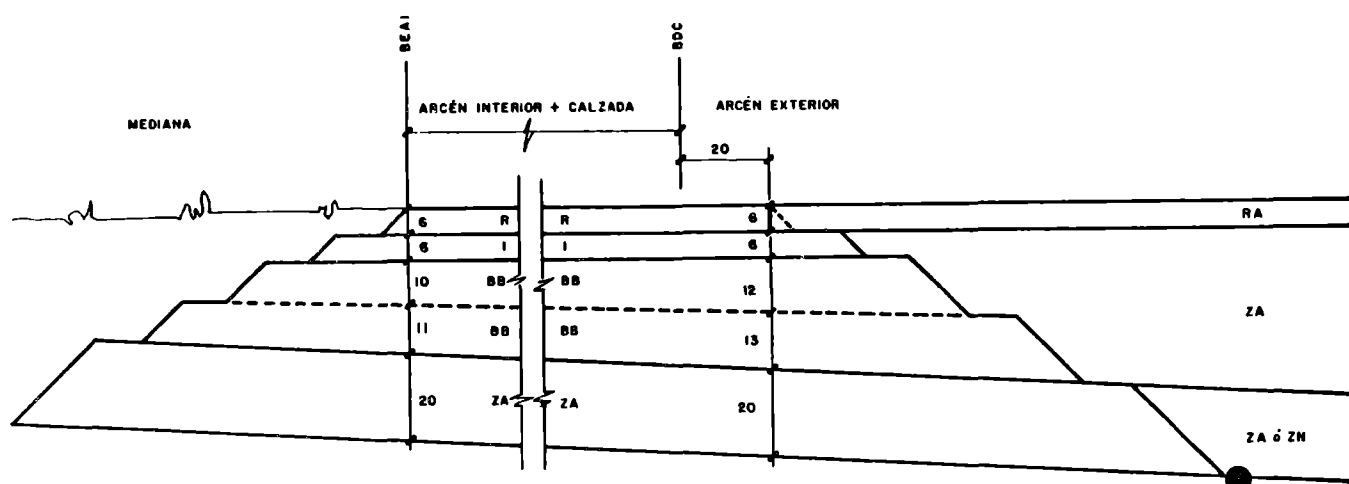 BEAI
BDC
ARCÉN INTERIOR + CALZADA
ARCÉN EXTERIOR
MEDIANA
20
6 R R 6 RA
6 I I 6
10 BB BB 12
ZA
11 BB BB 13
20 ZA ZA 20
ZA ó ZN